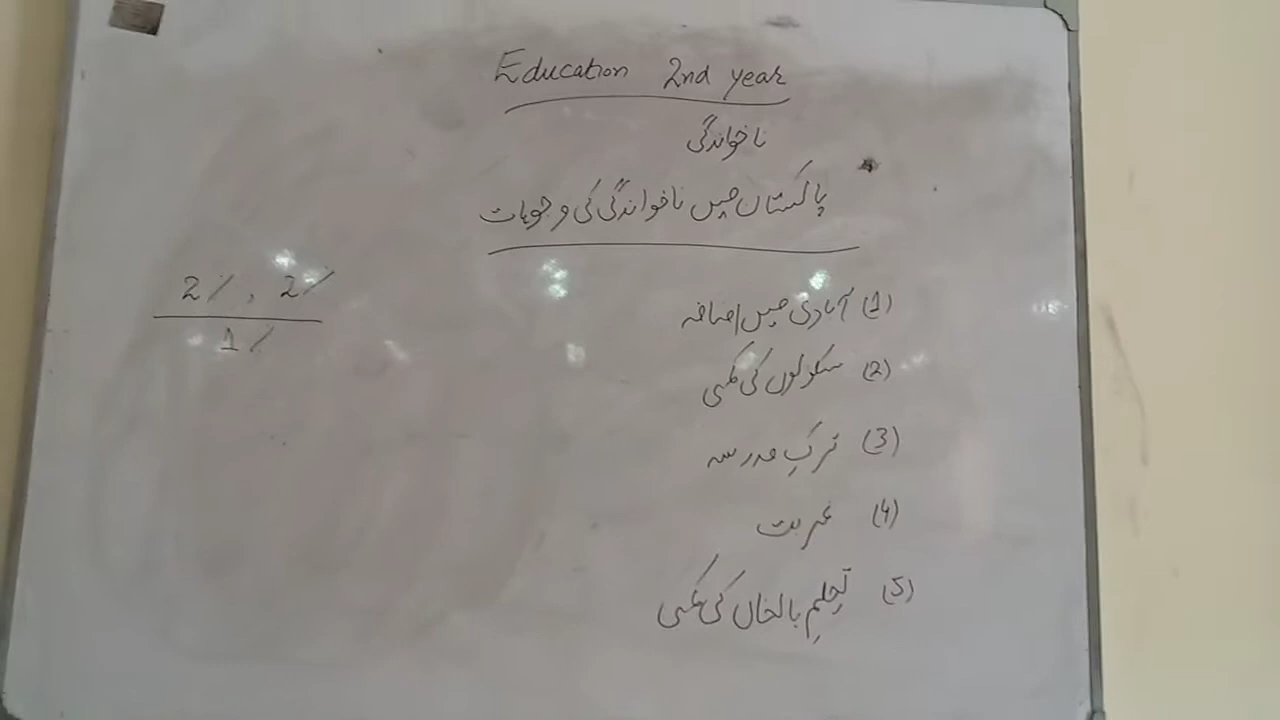 Education 2nd year
ناخواندگی
پاکستان میں ناخواندگی کی وجوہات
(1) آبادی میں اضافہ
(2) سکولوں کی کمی
(3) ترکِ مدرسہ
(4) غربت
(5) تعلیمِ بالغاں کی کمی
2% , 2%
1%